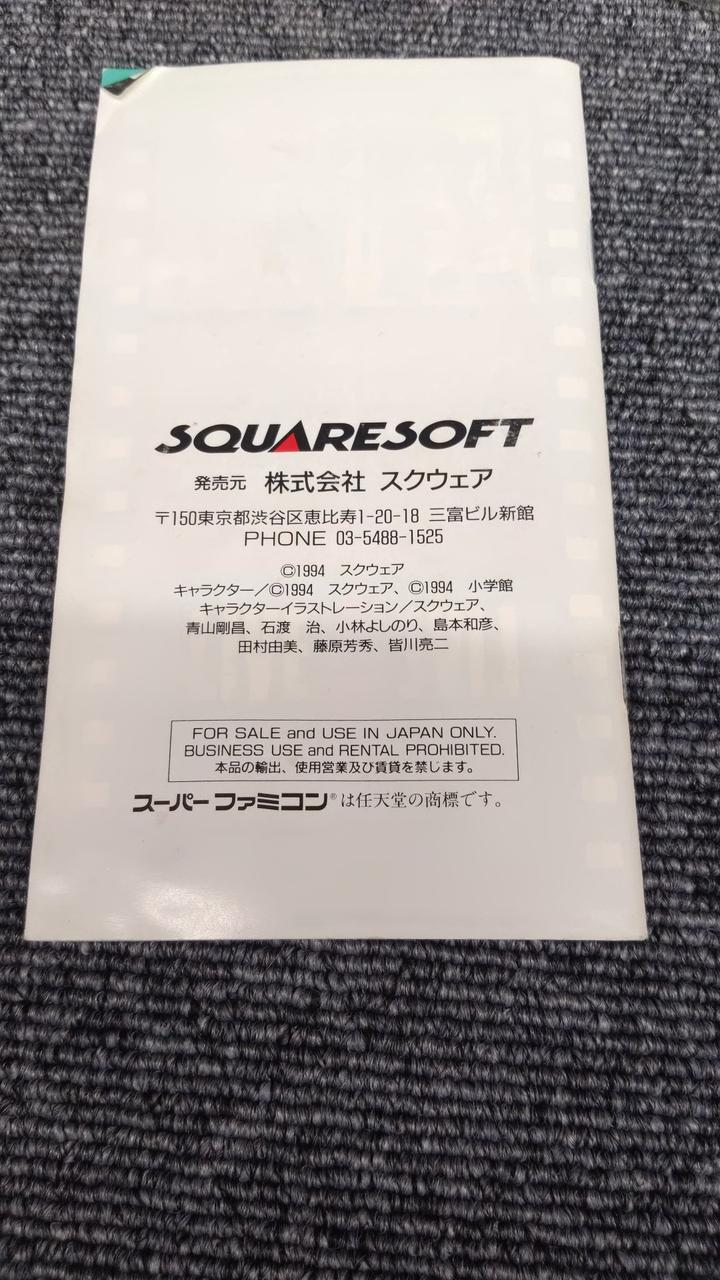 SQUARESOFT
発売元 株式会社 スクウェア
〒150東京都渋谷区恵比寿1-20-18 三富ビル新館
PHONE 03-5488-1525
©1994 スクウェア
キャラクター／©1994 スクウェア、©1994 小学館
キャラクターイラストレーション／スクウェア、
青山剛昌、石渡 治、小林よしのり、島本和彦、
田村由美、藤原芳秀、皆川亮二
FOR SALE and USE IN JAPAN ONLY.
BUSINESS USE and RENTAL PROHIBITED.
本品の輸出、使用営業及び賃貸を禁じます。
スーパーファミコン®は任天堂の商標です。